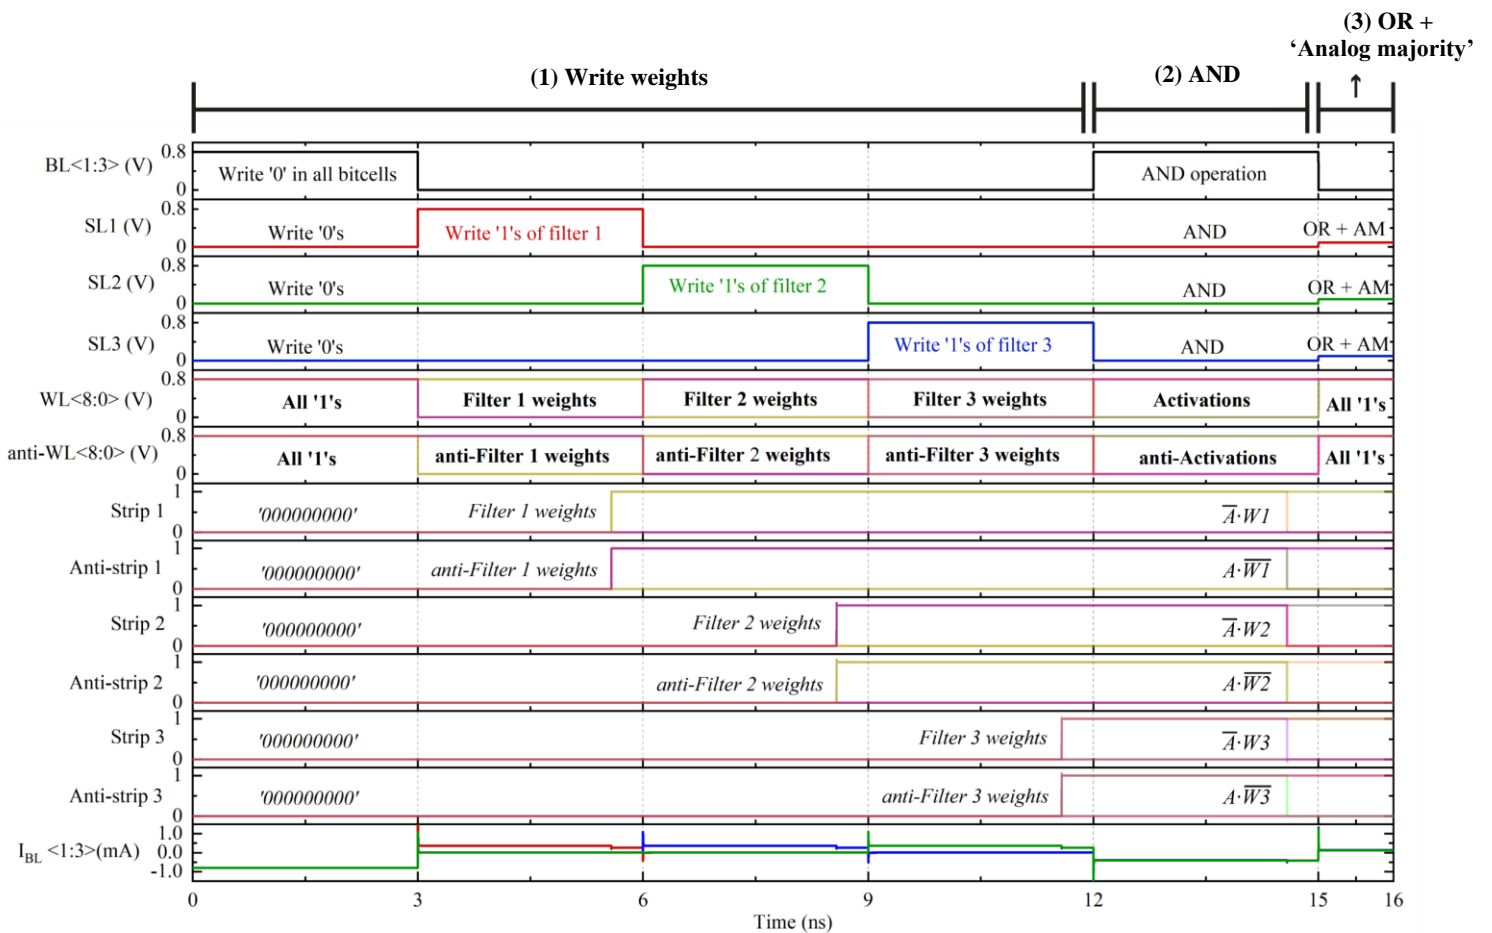 (3) OR +
‘Analog majority’
(1) Write weights
(2) AND
↑
BL<1:3> (V)
0.8
0
Write '0' in all bitcells
AND operation
SL1 (V)
0.8
0
Write '0's
Write '1's of filter 1
AND
OR + AM
SL2 (V)
0.8
0
Write '0's
Write '1's of filter 2
AND
OR + AM
SL3 (V)
0.8
0
Write '0's
Write '1's of filter 3
AND
OR + AM
WL<8:0> (V)
0.8
0
All '1's
Filter 1 weights
Filter 2 weights
Filter 3 weights
Activations
All '1's
anti-WL<8:0> (V)
0.8
0
All '1's
anti-Filter 1 weights
anti-Filter 2 weights
anti-Filter 3 weights
anti-Activations
All '1's
Strip 1
1
0
'000000000'
Filter 1 weights
A̅·W1
Anti-strip 1
1
0
'000000000'
anti-Filter 1 weights
A·W̅1̅
Strip 2
1
0
'000000000'
Filter 2 weights
A̅·W2
Anti-strip 2
1
0
'000000000'
anti-Filter 2 weights
A·W̅2̅
Strip 3
1
0
'000000000'
Filter 3 weights
A̅·W3
Anti-strip 3
1
0
'000000000'
anti-Filter 3 weights
A·W̅3̅
I_BL <1:3>(mA)
1.0
0.0
-1.0
0 3 6 9 12 15 16
Time (ns)